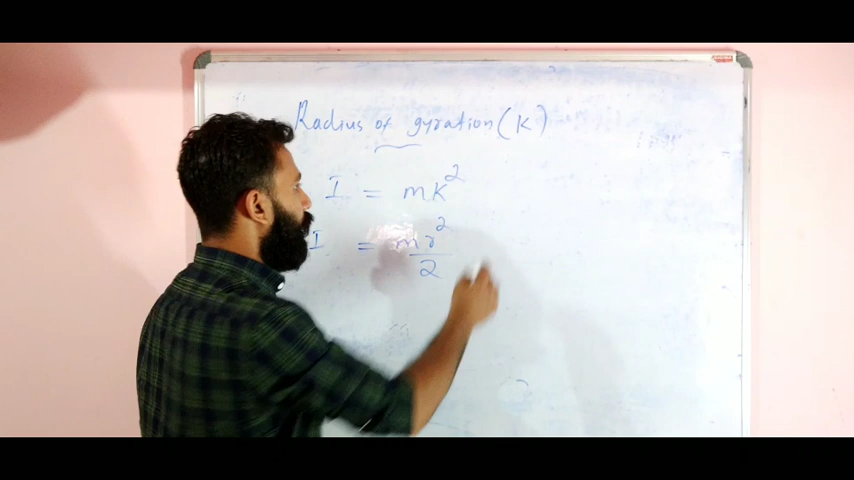 Radius of gyration (K)
I = mK²
I = mr²/2